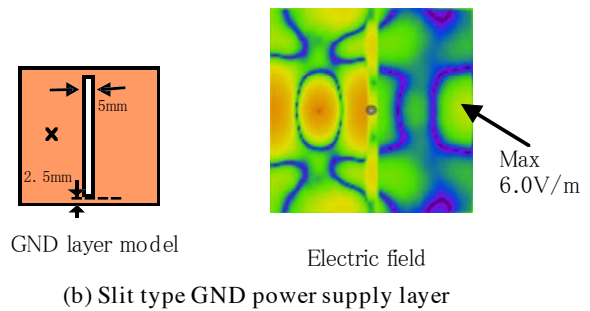 5mm
x
2. 5mm
GND layer model
Max
6.0V/m
Electric field
(b) Slit type GND power supply layer